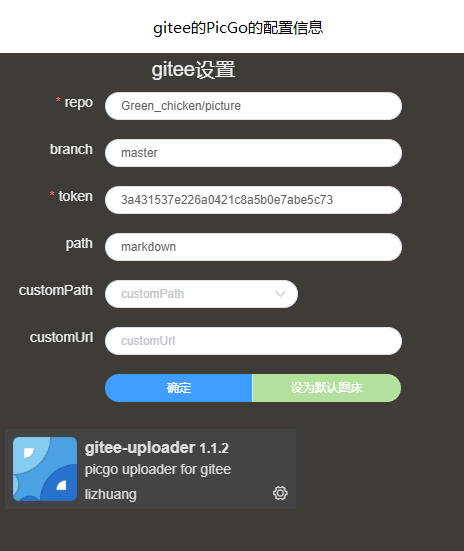 gitee的PicGo的配置信息
gitee设置
* repo
Green_chicken/picture
branch
master
* token
3a431537e226a0421c8a5b0e7abe5c73
path
markdown
customPath
customPath
customUrl
customUrl
确定
设为默认图床
gitee-uploader 1.1.2
picgo uploader for gitee
lizhuang